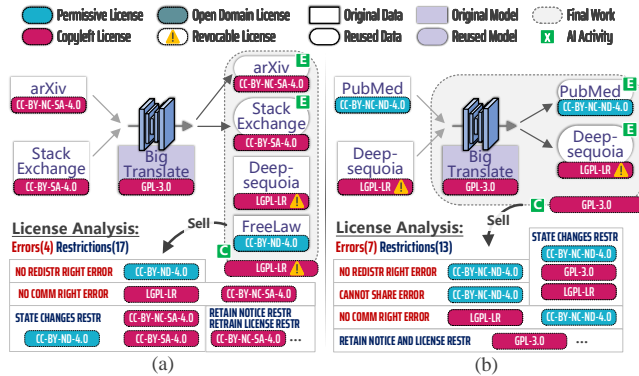 Permissive License
Open Domain License
Original Data
Original Model
Final Work
Copyleft License
Revocable License
Reused Data
Reused Model
X AI Activity
arXiv
CC-BY-NC-SA-4.0
Stack
Exchange
CC-BY-SA-4.0
Big
Translate
GPL-3.0
E
arXiv
CC-BY-NC-SA-4.0
E
Stack
Exchange
CC-BY-SA-4.0
Deep-
sequoia
LGPL-LR
FreeLaw
CC-BY-ND-4.0
C
LGPL-LR
Sell
License Analysis:
Errors(4) Restrictions(17)
NO REDISTR RIGHT ERROR
CC-BY-ND-4.0
NO COMM RIGHT ERROR
LGPL-LR
CC-BY-NC-SA-4.0
STATE CHANGES RESTR
CC-BY-NC-SA-4.0
CC-BY-ND-4.0
CC-BY-SA-4.0
RETAIN NOTICE RESTR
RETRAIN LICENSE RESTR
CC-BY-NC-SA-4.0 ...
(a)
PubMed
CC-BY-NC-ND-4.0
Deep-
sequoia
LGPL-LR
Big
Translate
GPL-3.0
E
PubMed
CC-BY-NC-ND-4.0
E
Deep-
sequoia
LGPL-LR
C
GPL-3.0
Sell
License Analysis:
Errors(7) Restrictions(13)
NO REDISTR RIGHT ERROR
CC-BY-NC-ND-4.0
CANNOT SHARE ERROR
CC-BY-NC-ND-4.0
NO COMM RIGHT ERROR
LGPL-LR
CC-BY-NC-ND-4.0
STATE CHANGES RESTR
CC-BY-NC-ND-4.0
GPL-3.0
LGPL-LR
RETAIN NOTICE AND LICENSE RESTR
GPL-3.0
...
(b)